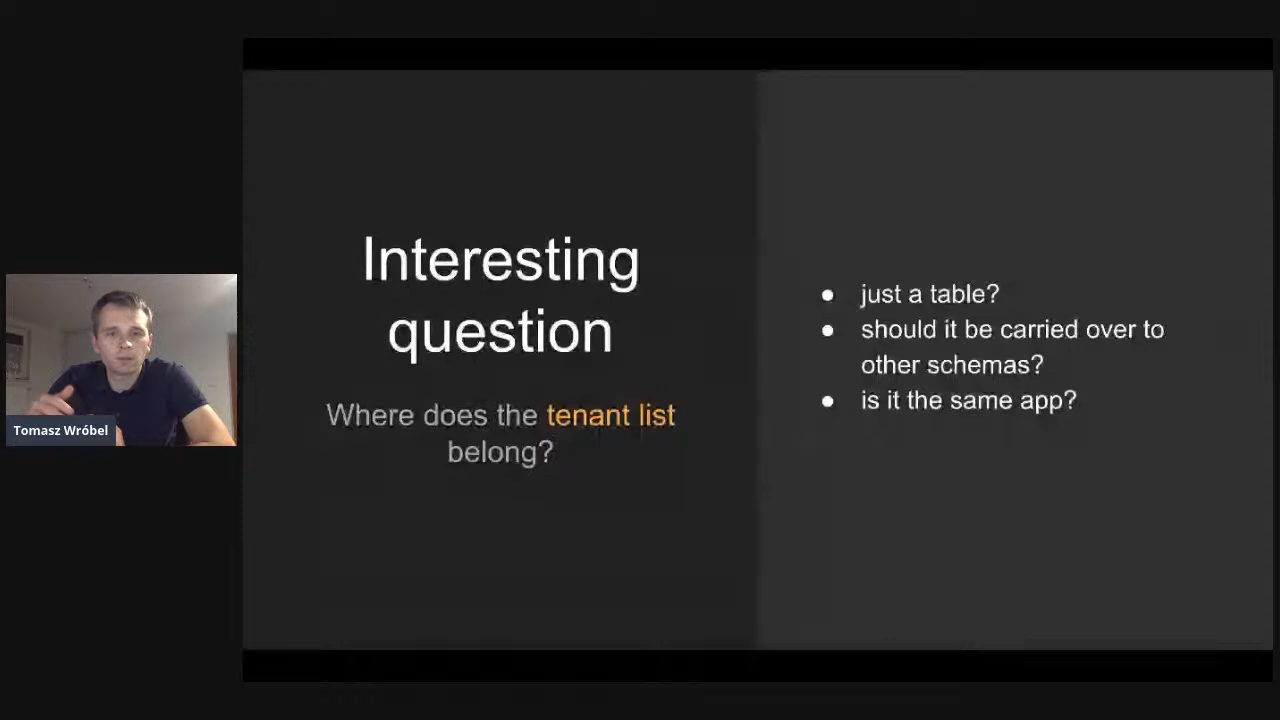 Interesting
question
Where does the tenant list
belong?
● just a table?
● should it be carried over to
other schemas?
● is it the same app?
Tomasz Wróbel